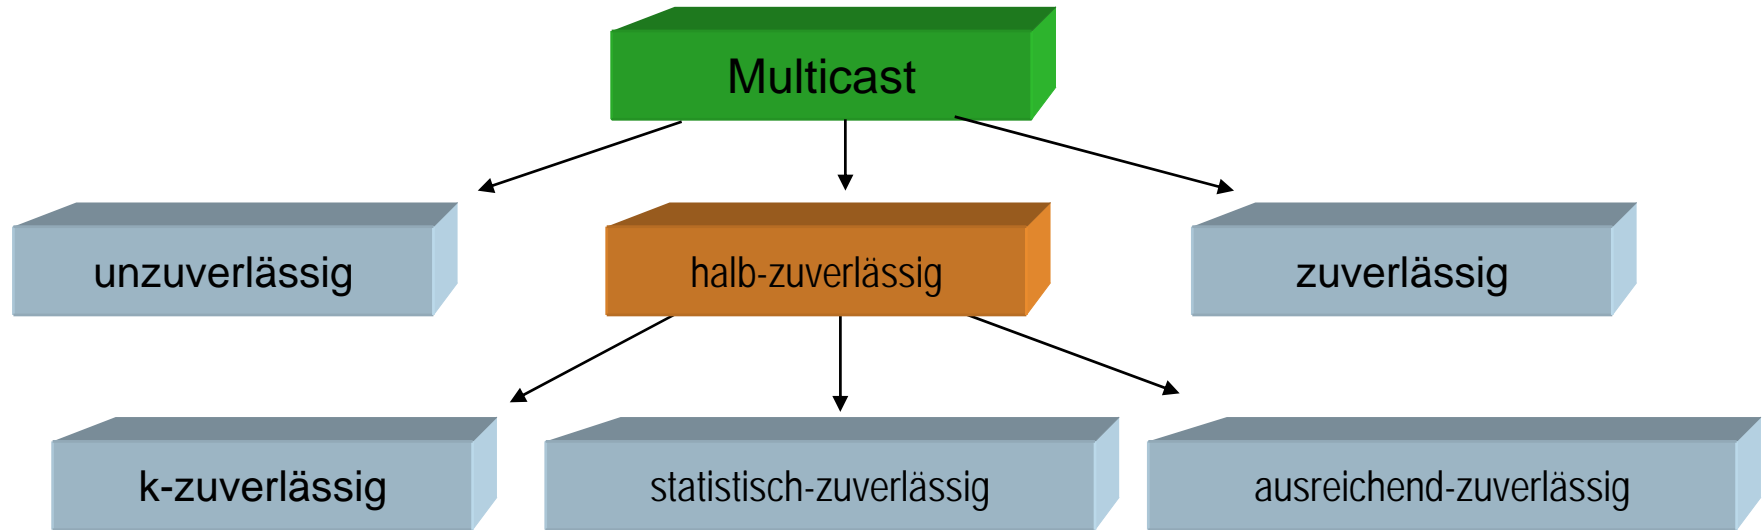 Multicast
unzuverlässig
halb-zuverlässig
zuverlässig
k-zuverlässig
statistisch-zuverlässig
ausreichend-zuverlässig